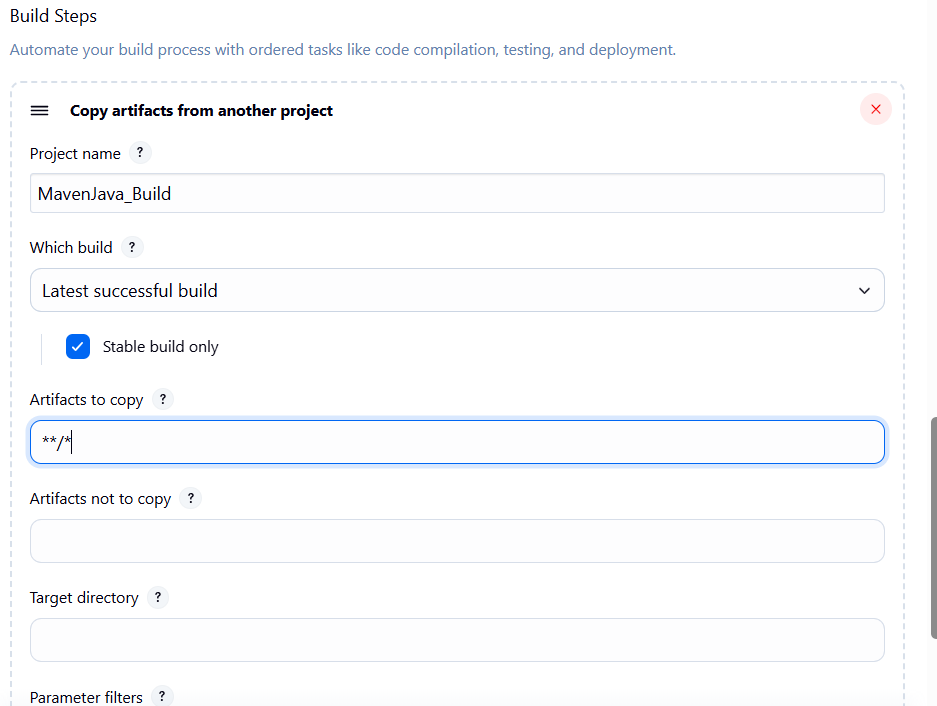 Build Steps
Automate your build process with ordered tasks like code compilation, testing, and deployment.
Copy artifacts from another project
Project name ?
MavenJava_Build
Which build ?
Latest successful build
Stable build only
Artifacts to copy ?
**/*
Artifacts not to copy ?
Target directory ?
Parameter filters ?